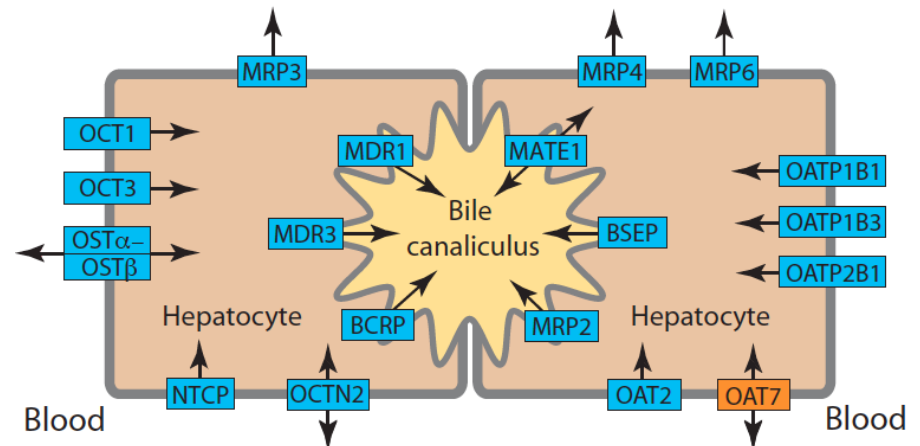 MRP3
MRP4
MRP6
OCT1
OCT3
OSTα–
OSTβ
MDR1
MATE1
MDR3
Bile
canaliculus
BSEP
OATP1B1
OATP1B3
OATP2B1
BCRP
MRP2
Hepatocyte
Hepatocyte
NTCP
OCTN2
OAT2
OAT7
Blood
Blood